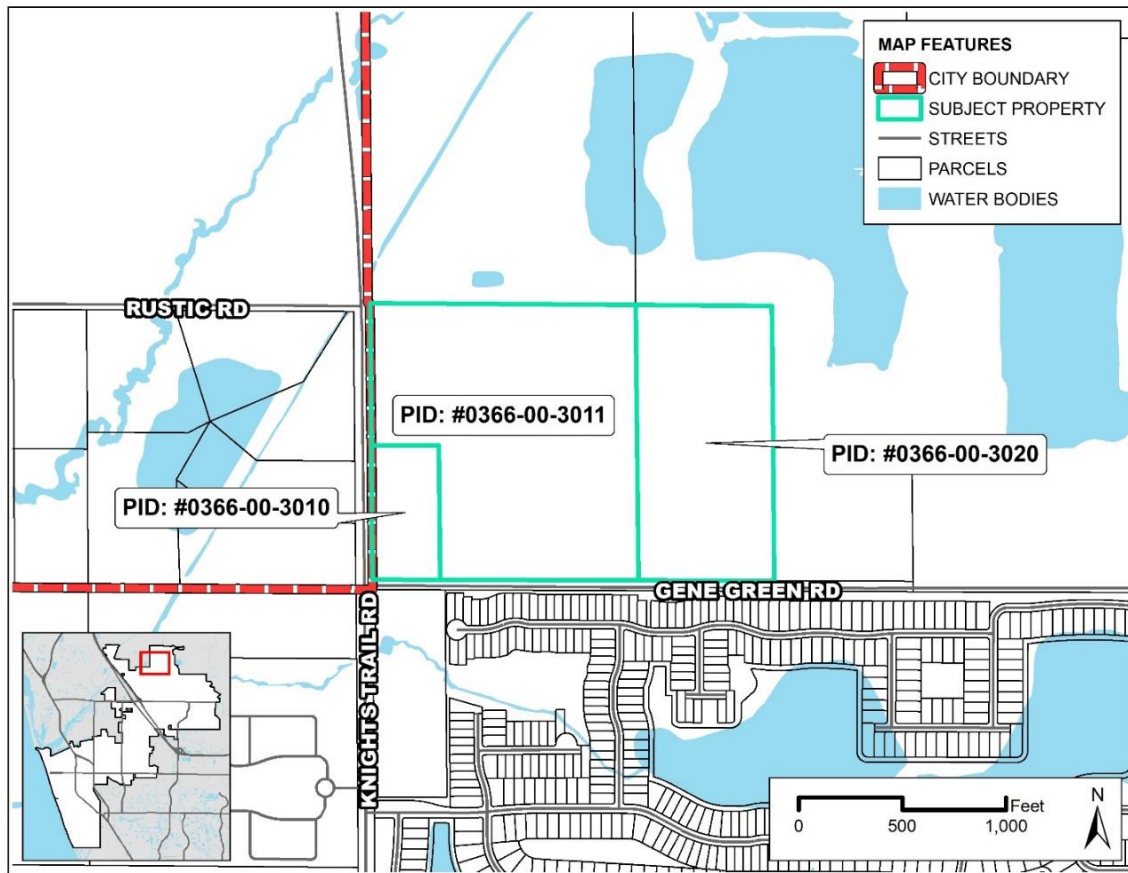 MAP FEATURES
CITY BOUNDARY
SUBJECT PROPERTY
STREETS
PARCELS
WATER BODIES
RUSTIC RD
PID: #0366-00-3011
PID: #0366-00-3020
PID: #0366-00-3010
GENE GREEN RD
KNIGHTS TRAIL RD
Feet
0 500 1,000
N